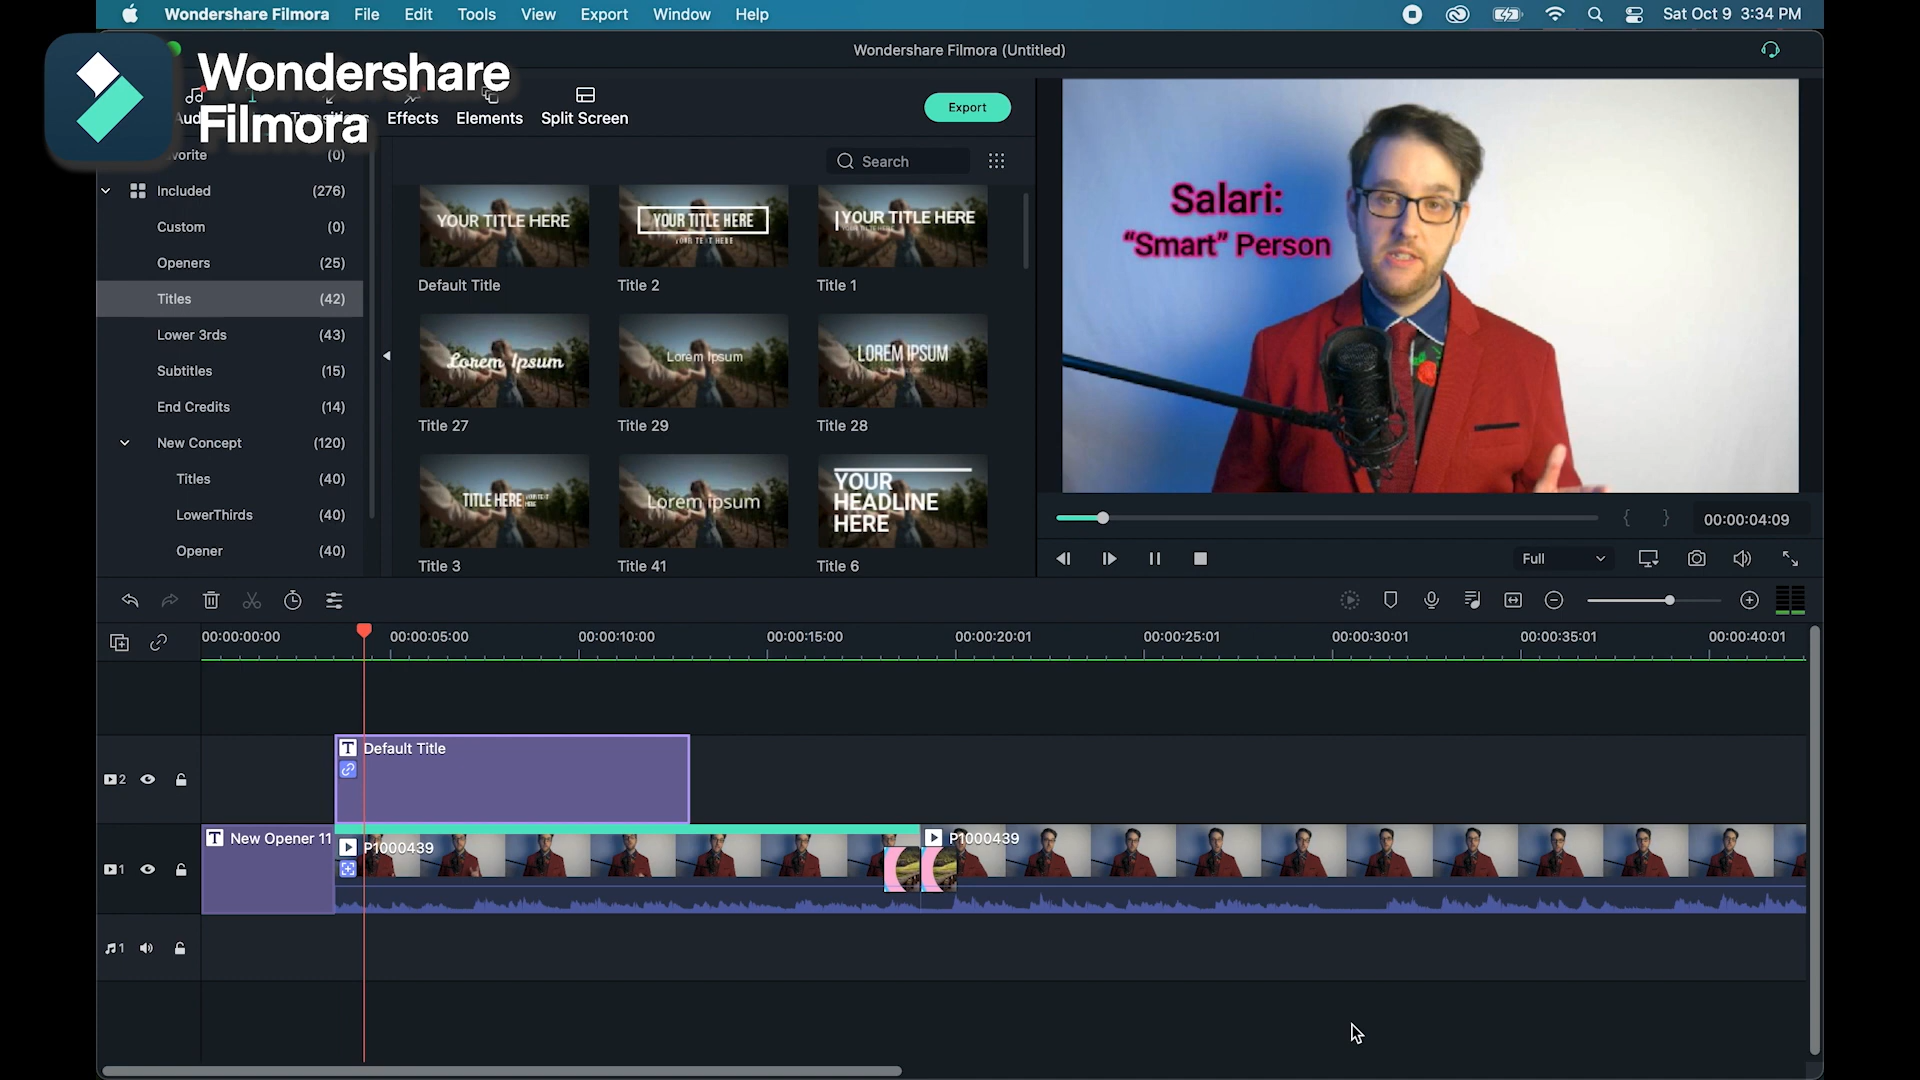 Wondershare Filmora File Edit Tools View Export Window Help
Sat Oct 9 3:34 PM
Wondershare Filmora (Untitled)
Wondershare
Filmora
Effects Elements Split Screen
Export
Search
(0)
Included (276)
Custom (0)
Openers (25)
Titles (42)
Lower 3rds (43)
Subtitles (15)
End Credits (14)
New Concept (120)
Titles (40)
LowerThirds (40)
Opener (40)
YOUR TITLE HERE
YOUR TITLE HERE
YOUR TITLE HERE
Default Title
Title 2
Title 1
Lorem Ipsum
Lorem Ipsum
LOREM IPSUM
Title 27
Title 29
Title 28
TITLE HERE
Lorem ipsum
YOUR
HEADLINE
HERE
Title 3
Title 41
Title 6
Salari:
“Smart” Person
{ } 00:00:04:09
Full
00:00:00:00 00:00:05:00 00:00:10:00 00:00:15:00 00:00:20:01 00:00:25:01 00:00:30:01 00:00:35:01 00:00:40:01
2
T Default Title
1
T New Opener 11
P1000439
P1000439
1